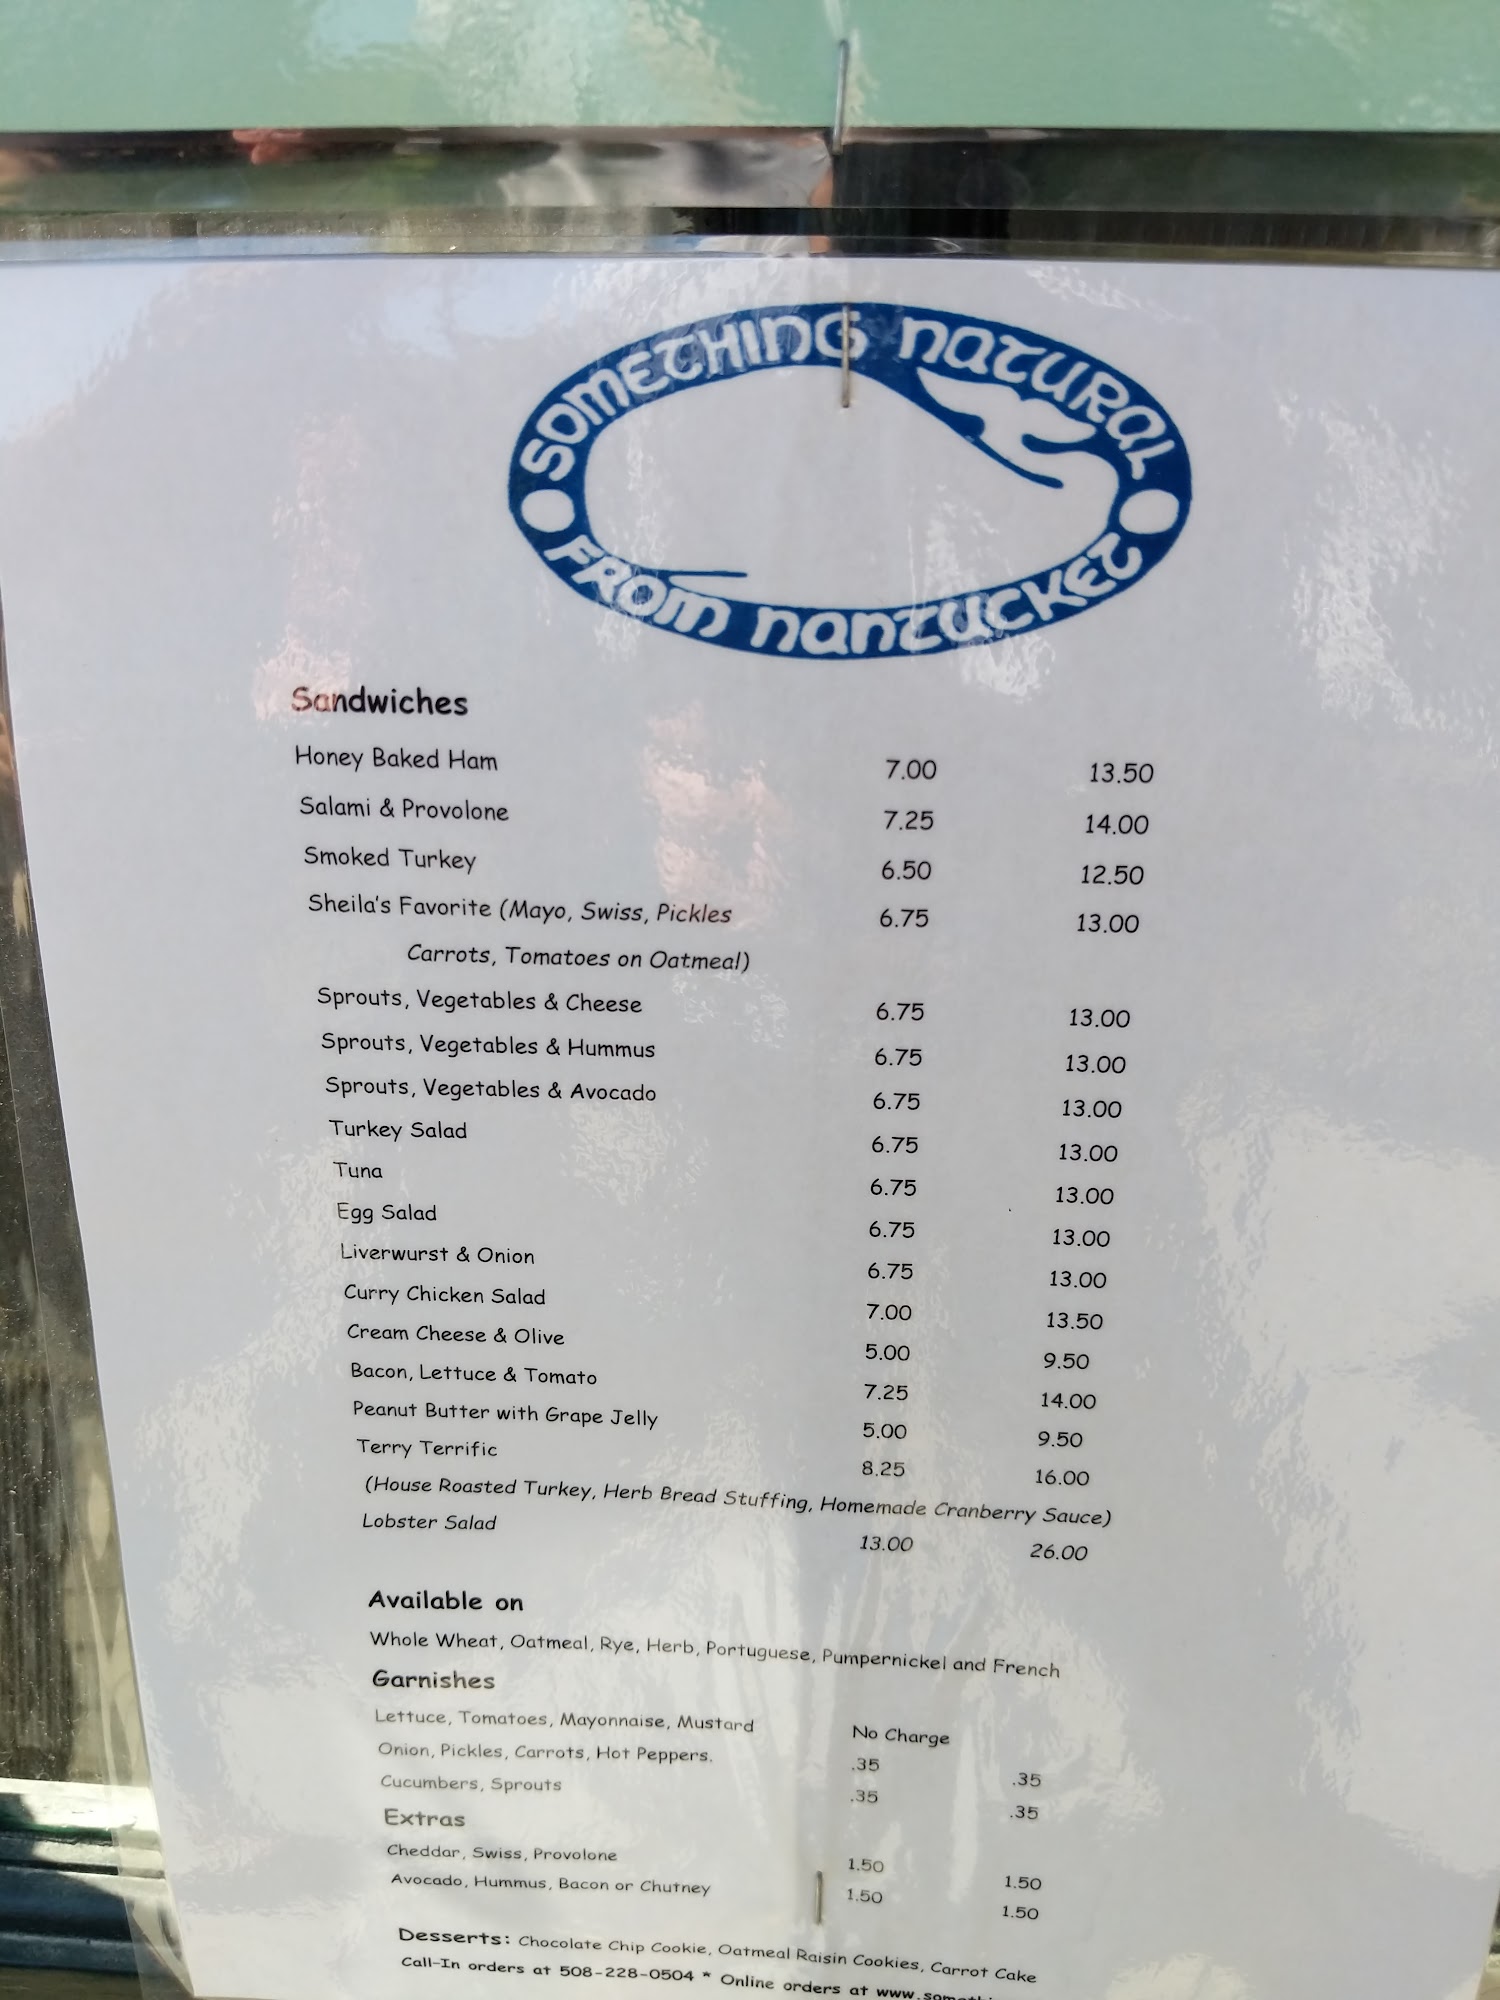 SOMETHING NATURAL
FROM NANTUCKET
Sandwiches
Honey Baked Ham 7.00 13.50
Salami & Provolone 7.25 14.00
Smoked Turkey 6.50 12.50
Sheila's Favorite (Mayo, Swiss, Pickles 6.75 13.00
Carrots, Tomatoes on Oatmeal)
Sprouts, Vegetables & Cheese 6.75 13.00
Sprouts, Vegetables & Hummus 6.75 13.00
Sprouts, Vegetables & Avocado 6.75 13.00
Turkey Salad 6.75 13.00
Tuna 6.75 13.00
Egg Salad 6.75 13.00
Liverwurst & Onion 6.75 13.00
Curry Chicken Salad 7.00 13.50
Cream Cheese & Olive 5.00 9.50
Bacon, Lettuce & Tomato 7.25 14.00
Peanut Butter with Grape Jelly 5.00 9.50
Terry Terrific 8.25 16.00
(House Roasted Turkey, Herb Bread Stuffing, Homemade Cranberry Sauce)
Lobster Salad 13.00 26.00
Available on
Whole Wheat, Oatmeal, Rye, Herb, Portuguese, Pumpernickel and French
Garnishes
Lettuce, Tomatoes, Mayonnaise, Mustard No Charge
Onion, Pickles, Carrots, Hot Peppers. .35 .35
Cucumbers, Sprouts .35 .35
Extras
Cheddar, Swiss, Provolone 1.50 1.50
Avocado, Hummus, Bacon or Chutney 1.50 1.50
Desserts: Chocolate Chip Cookie, Oatmeal Raisin Cookies, Carrot Cake
Call-In orders at 508-228-0504 * Online orders at